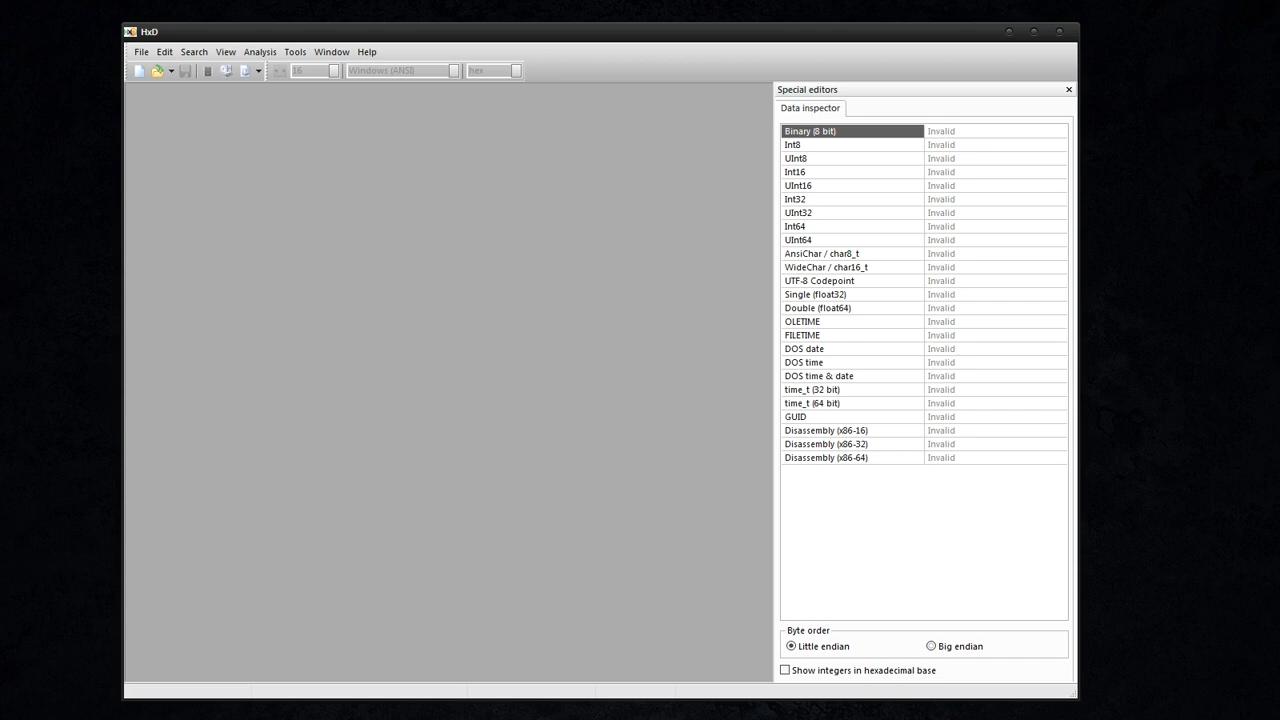 HxD
File Edit Search View Analysis Tools Window Help
16 Windows (ANSI) hex
Special editors
Data inspector
Binary (8 bit) Invalid
Int8 Invalid
UInt8 Invalid
Int16 Invalid
UInt16 Invalid
Int32 Invalid
UInt32 Invalid
Int64 Invalid
UInt64 Invalid
AnsiChar / char8_t Invalid
WideChar / char16_t Invalid
UTF-8 Codepoint Invalid
Single (float32) Invalid
Double (float64) Invalid
OLETIME Invalid
FILETIME Invalid
DOS date Invalid
DOS time Invalid
DOS time & date Invalid
time_t (32 bit) Invalid
time_t (64 bit) Invalid
GUID Invalid
Disassembly (x86-16) Invalid
Disassembly (x86-32) Invalid
Disassembly (x86-64) Invalid
Byte order
Little endian Big endian
Show integers in hexadecimal base